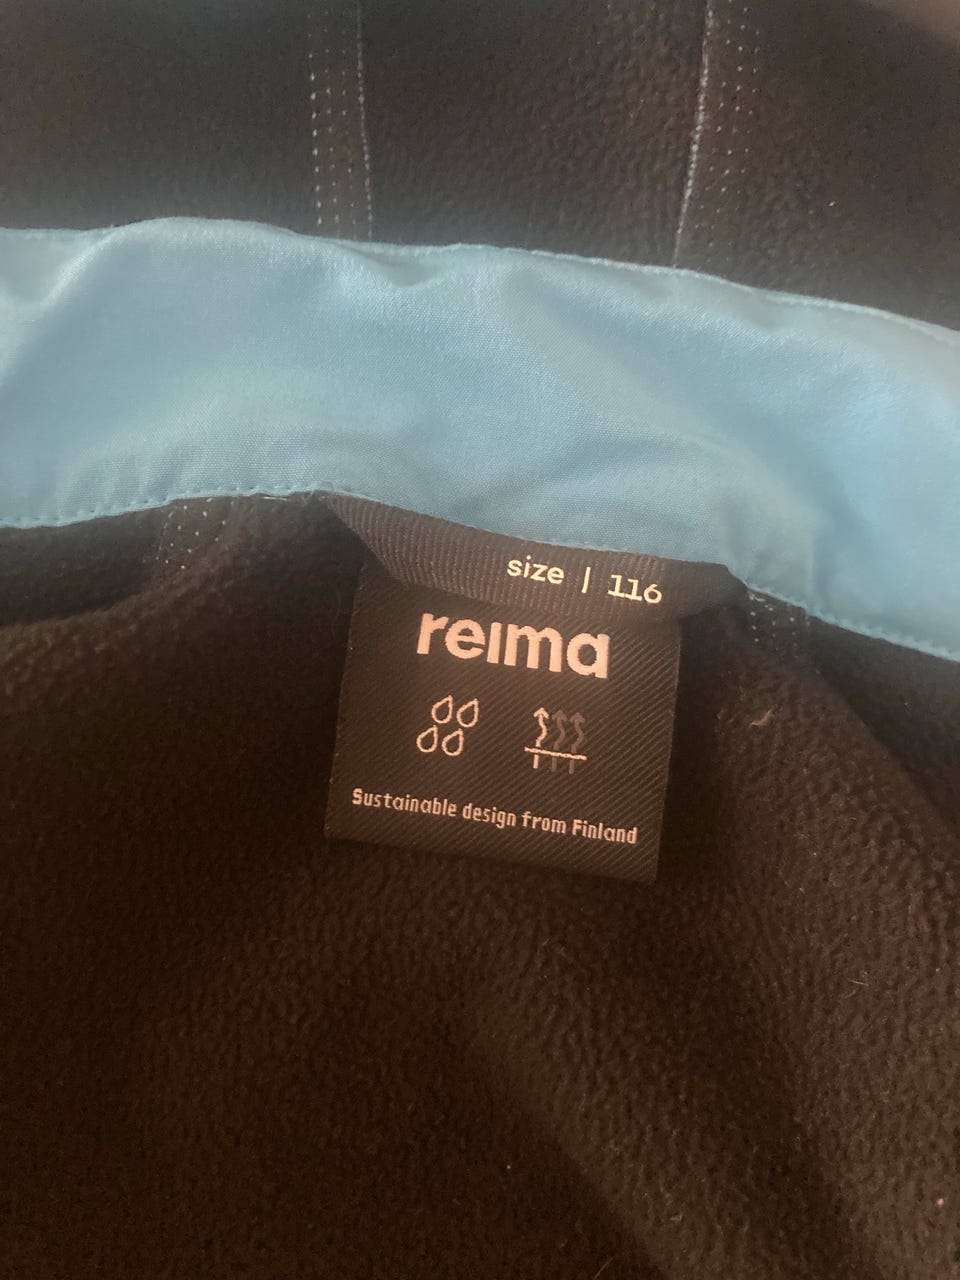 size | 116
reima
Sustainable design from Finland